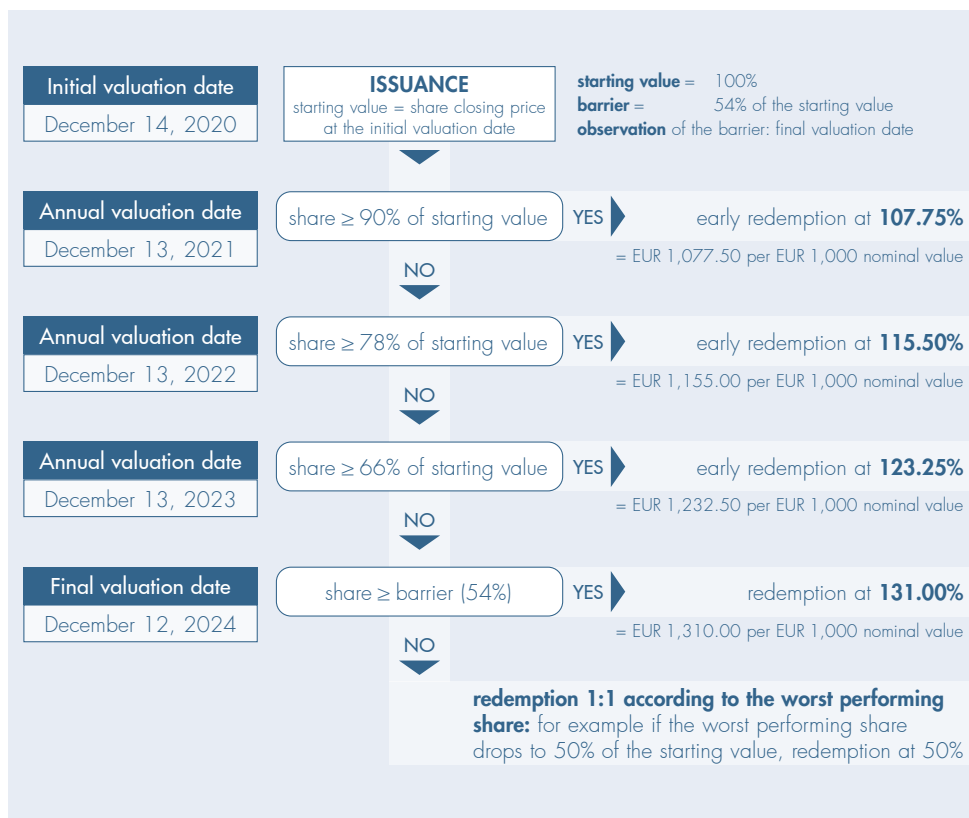 Initial valuation date
December 14, 2020
ISSUANCE
starting value = share closing price
at the initial valuation date
starting value = 100%
barrier = 54% of the starting value
observation of the barrier: final valuation date
Annual valuation date
December 13, 2021
share ≥ 90% of starting value
YES
early redemption at 107.75%
= EUR 1,077.50 per EUR 1,000 nominal value
NO
Annual valuation date
December 13, 2022
share ≥ 78% of starting value
YES
early redemption at 115.50%
= EUR 1,155.00 per EUR 1,000 nominal value
NO
Annual valuation date
December 13, 2023
share ≥ 66% of starting value
YES
early redemption at 123.25%
= EUR 1,232.50 per EUR 1,000 nominal value
NO
Final valuation date
December 12, 2024
share ≥ barrier (54%)
YES
redemption at 131.00%
= EUR 1,310.00 per EUR 1,000 nominal value
NO
redemption 1:1 according to the worst performing
share: for example if the worst performing share
drops to 50% of the starting value, redemption at 50%